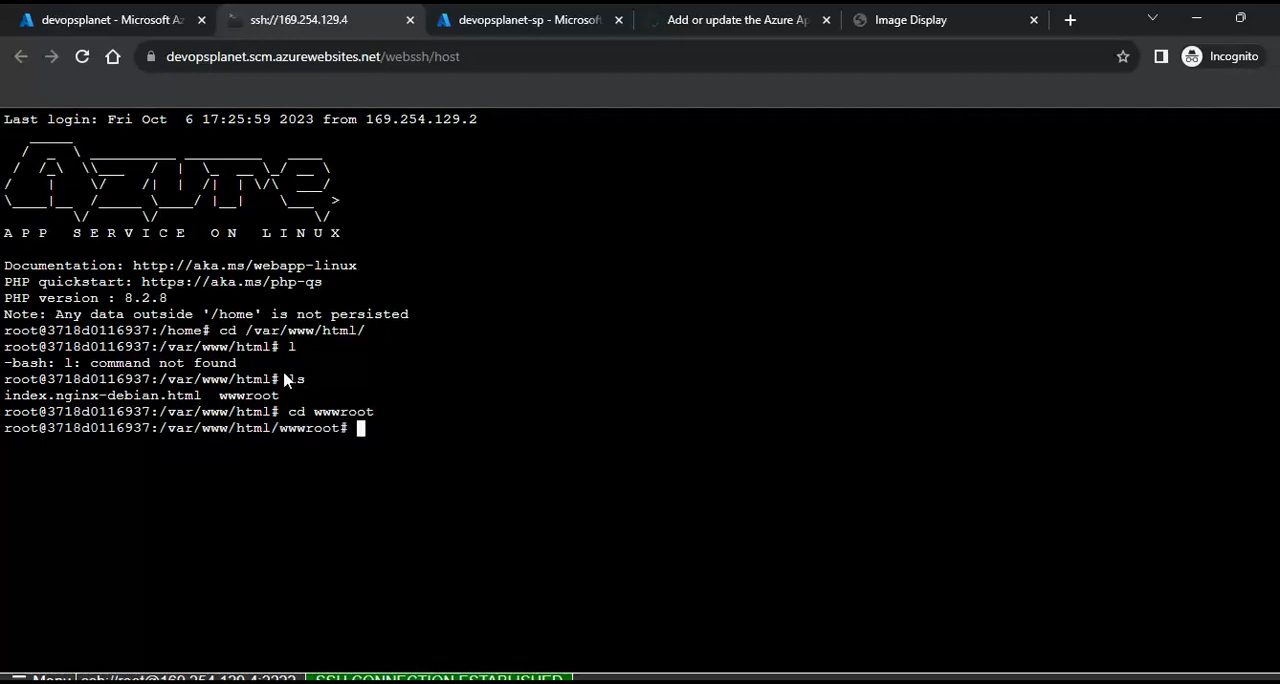 devopsplanet - Microsoft Az
ssh://169.254.129.4
devopsplanet-sp - Microsoft
Add or update the Azure Ap
Image Display
devopsplanet.scm.azurewebsites.net/webssh/host
Incognito
Last login: Fri Oct  6 17:25:59 2023 from 169.254.129.2
Azure
A P P   S E R V I C E   O N   L I N U X
Documentation: http://aka.ms/webapp-linux
PHP quickstart: https://aka.ms/php-qs
PHP version : 8.2.8
Note: Any data outside '/home' is not persisted
root@3718d0116937:/home# cd /var/www/html/
root@3718d0116937:/var/www/html# l
-bash: l: command not found
root@3718d0116937:/var/www/html# ls
index.nginx-debian.html  wwwroot
root@3718d0116937:/var/www/html# cd wwwroot
root@3718d0116937:/var/www/html/wwwroot#
Menu ssh://root@169.254.129.4:2222 SSH CONNECTION ESTABLISHED